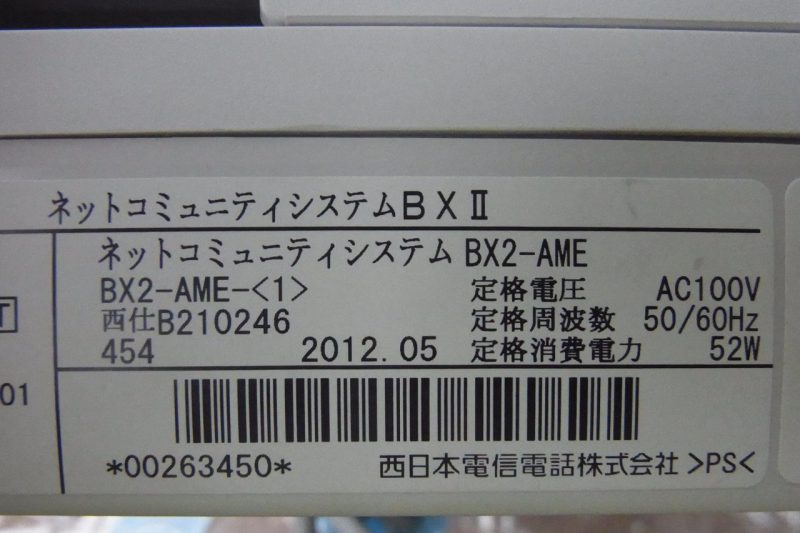 ネットコミュニティシステムBXⅡ
ネットコミュニティシステム BX2-AME
BX2-AME-<1>
定格電圧 AC100V
西仕B210246
定格周波数 50/60Hz
454 2012.05
定格消費電力 52W
T
01
*00263450*
西日本電信電話株式会社 >PS<